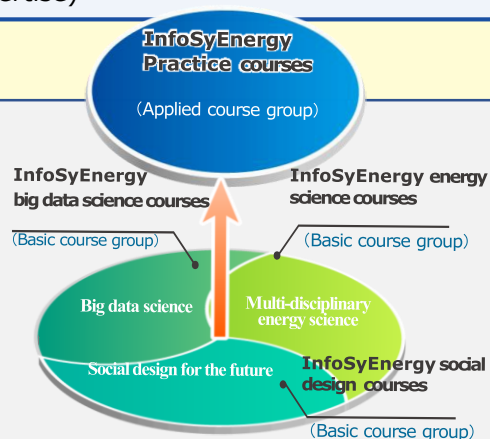 InfoSyEnergy
Practice courses
(Applied course group)
InfoSyEnergy
big data science courses
(Basic course group)
InfoSyEnergy energy
science courses
(Basic course group)
Big data science
Multi-disciplinary
energy science
Social design for the future
InfoSyEnergy social
design courses
(Basic course group)